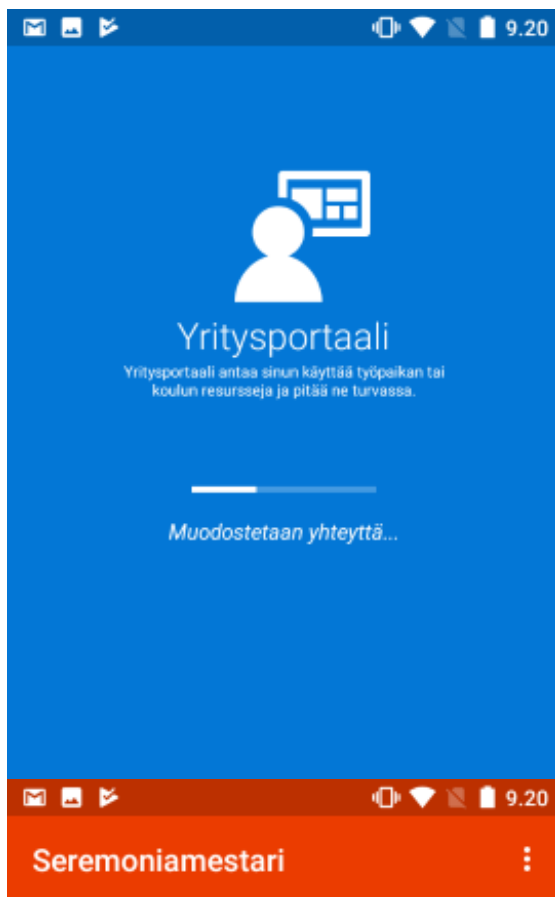 9.20
Yritysportaali
Yritysportaali antaa sinun käyttää työpaikan tai
koulun resursseja ja pitää ne turvassa.
Muodostetaan yhteyttä...
9.20
Seremoniamestari